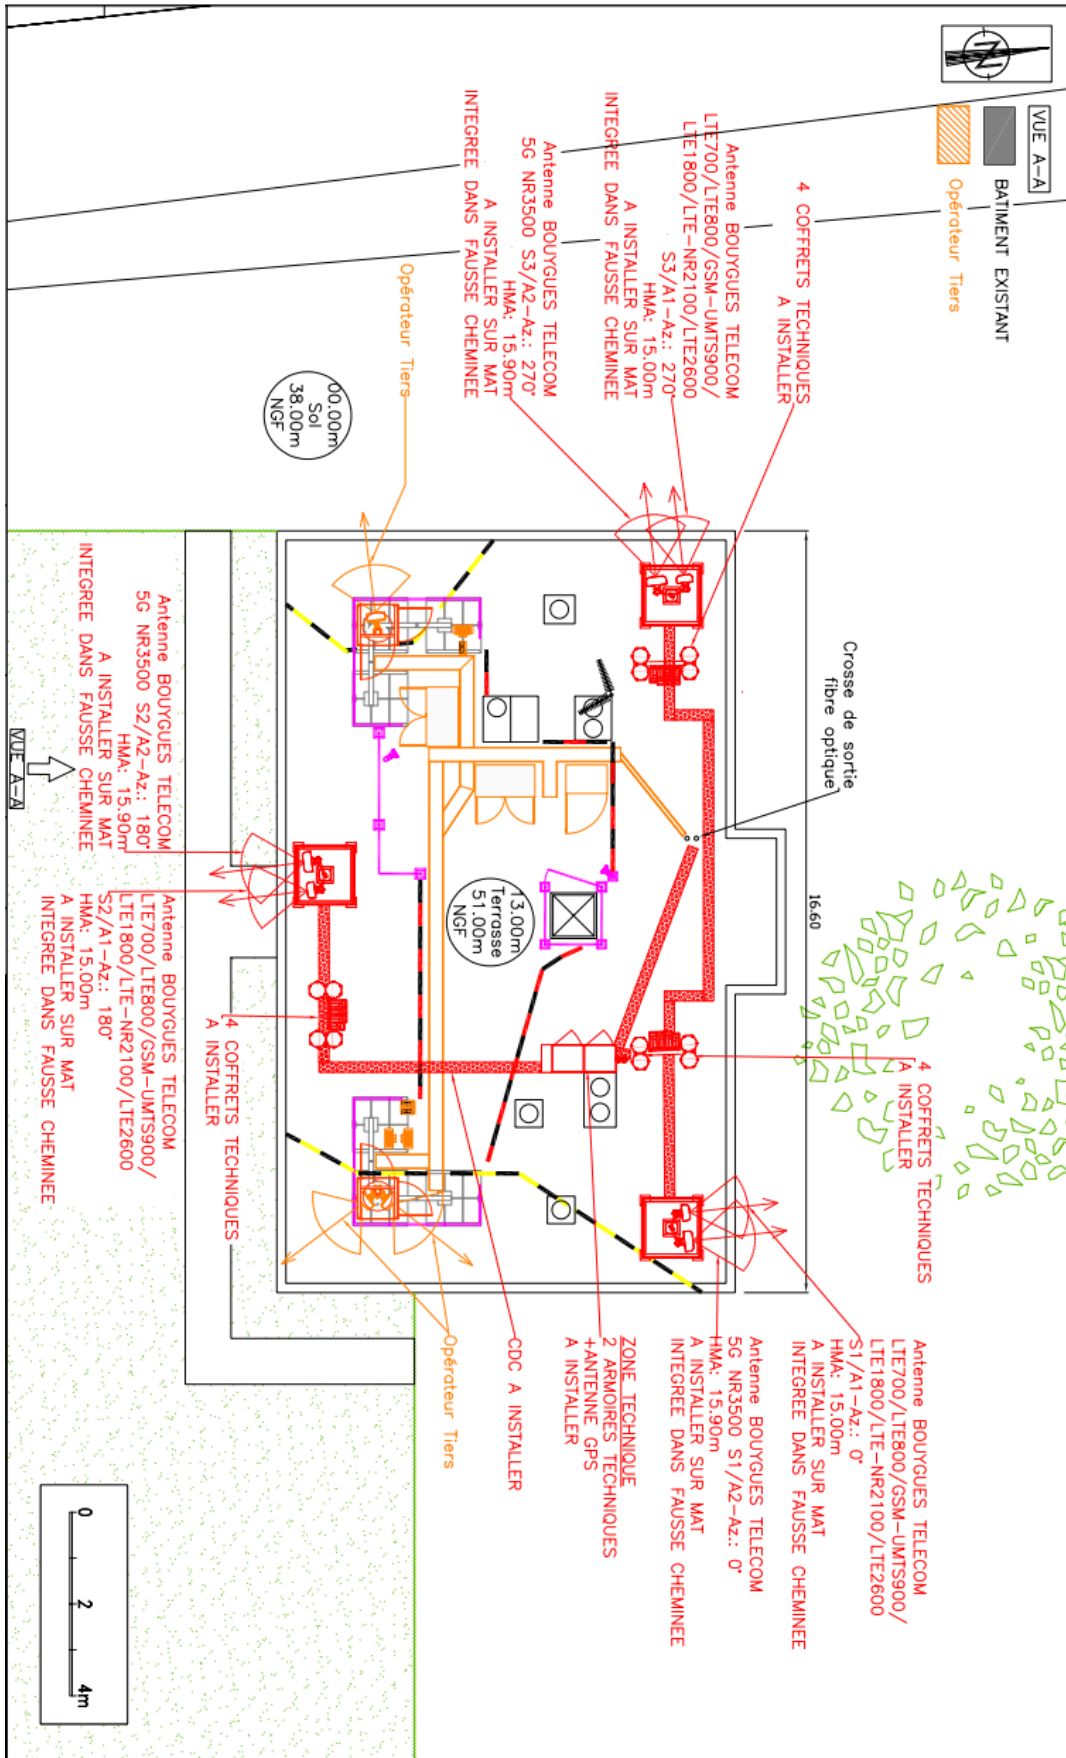 N
VUE A-A
BATIMENT EXISTANT
Opérateur Tiers
4 COFFRETS TECHNIQUES
A INSTALLER
Antenne BOUYGUES TELECOM
LTE700/LTE800/GSM-UMTS900/
LTE1800/LTE-NR2100/LTE2600
S3/A1-Az.: 270°
HMA: 15.00m
A INSTALLER SUR MAT
INTEGREE DANS FAUSSE CHEMINEE
Antenne BOUYGUES TELECOM
5G NR3500 S3/A2-Az.: 270°
HMA: 15.90m
A INSTALLER SUR MAT
INTEGREE DANS FAUSSE CHEMINEE
Opérateur Tiers
00.00m
Sol
38.00m
NGF
Crosse de sortie
fibre optique
16.60
13.00m
Terrasse
51.00m
NGF
4 COFFRETS TECHNIQUES
A INSTALLER
Antenne BOUYGUES TELECOM
5G NR3500 S2/A2-Az.: 180°
HMA: 15.90m
A INSTALLER SUR MAT
INTEGREE DANS FAUSSE CHEMINEE
VUE A-A
Antenne BOUYGUES TELECOM
LTE700/LTE800/GSM-UMTS900/
LTE1800/LTE-NR2100/LTE2600
S2/A1-Az.: 180°
HMA: 15.00m
A INSTALLER SUR MAT
INTEGREE DANS FAUSSE CHEMINEE
4 COFFRETS TECHNIQUES
A INSTALLER
Antenne BOUYGUES TELECOM
LTE700/LTE800/GSM-UMTS900/
LTE1800/LTE-NR2100/LTE2600
S1/A1-Az.: 0°
HMA: 15.00m
A INSTALLER SUR MAT
INTEGREE DANS FAUSSE CHEMINEE
Antenne BOUYGUES TELECOM
5G NR3500 S1/A2-Az.: 0°
HMA: 15.90m
A INSTALLER SUR MAT
INTEGREE DANS FAUSSE CHEMINEE
ZONE TECHNIQUE
2 ARMOIRES TECHNIQUES
+ANTENNE GPS
A INSTALLER
CDC A INSTALLER
Opérateur Tiers
0 2 4m